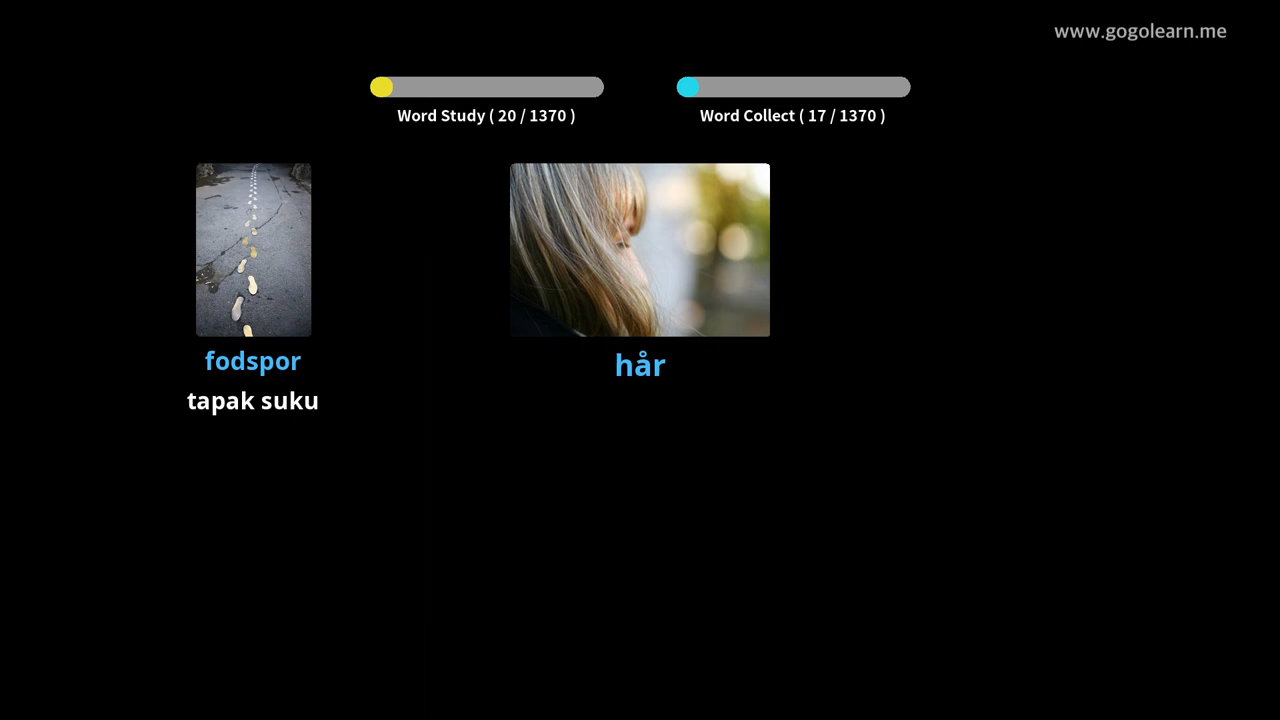 www.gogolearn.me
Word Study ( 20 / 1370 )
Word Collect ( 17 / 1370 )
fodspor
tapak suku
hår